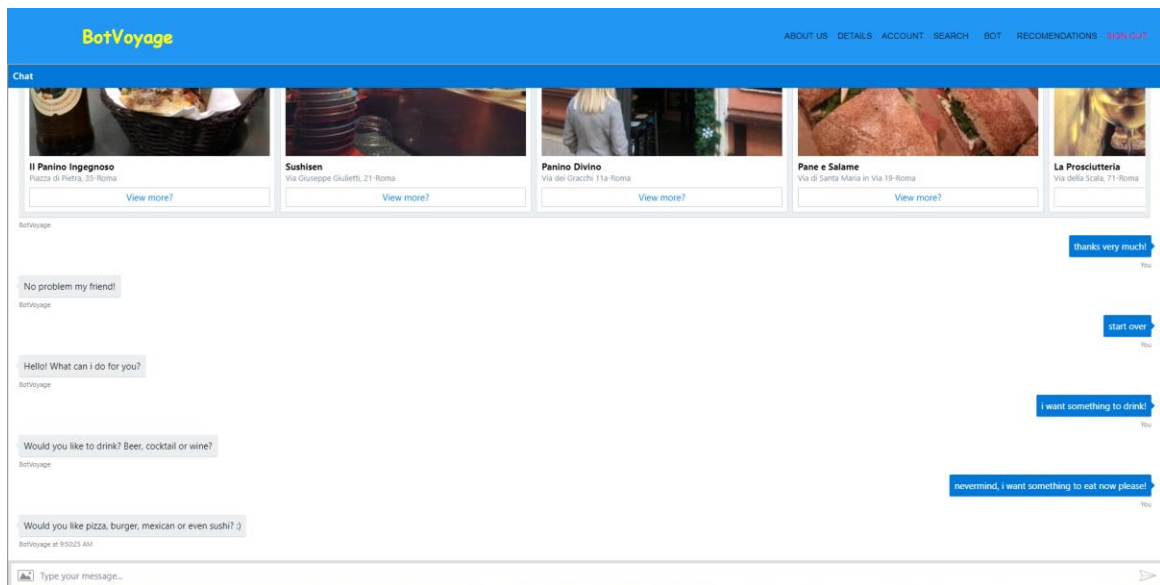 BotVoyage
ABOUT US DETAILS ACCOUNT SEARCH BOT RECOMENDATIONS SIGN OUT
Chat
Il Panino Ingegnoso
Piazza di Pietra, 35-Roma
View more?
Sushisen
Via Giuseppe Giulietti, 21-Roma
View more?
Panino Divino
Via dei Gracchi 11a-Roma
View more?
Pane e Salame
Via di Santa Maria in Via 19-Roma
View more?
La Prosciutteria
Via della Scala, 71-Roma
BotVoyage
thanks very much!
You
No problem my friend!
BotVoyage
start over
You
Hello! What can i do for you?
BotVoyage
i want something to drink!
You
Would you like to drink? Beer, cocktail or wine?
BotVoyage
nevermind, i want something to eat now please!
You
Would you like pizza, burger, mexican or even sushi? :)
BotVoyage at 9:50:25 AM
Type your message...